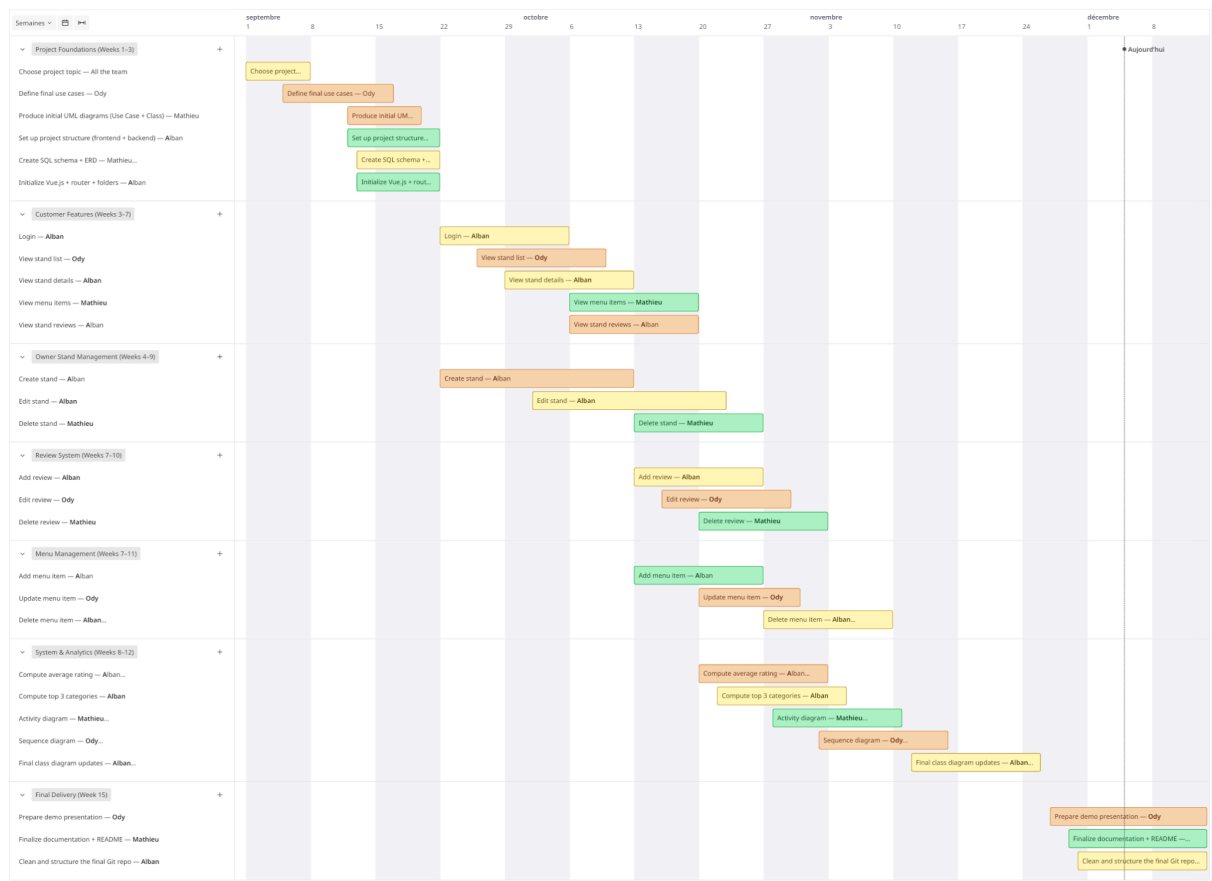 septembre octobre novembre décembre
Semaines 1 8 15 22 29 6 13 20 27 3 10 17 24 1 8
Project Foundations (Weeks 1–3) + Aujourd'hui
Choose project topic — All the team Choose project...
Define final use cases — Ody Define final use cases — Ody
Produce initial UML diagrams (Use Case + Class) — Mathieu Produce initial UM...
Set up project structure (frontend + backend) — Alban Set up project structure...
Create SQL schema + ERD — Mathieu... Create SQL schema +...
Initialize Vue.js + router + folders — Alban Initialize Vue.js + rout...
Customer Features (Weeks 3–7) +
Login — Alban Login — Alban
View stand list — Ody View stand list — Ody
View stand details — Alban View stand details — Alban
View menu items — Mathieu View menu items — Mathieu
View stand reviews — Alban View stand reviews — Alban
Owner Stand Management (Weeks 4–9) +
Create stand — Alban Create stand — Alban
Edit stand — Alban Edit stand — Alban
Delete stand — Mathieu Delete stand — Mathieu
Review System (Weeks 7–10) +
Add review — Alban Add review — Alban
Edit review — Ody Edit review — Ody
Delete review — Mathieu Delete review — Mathieu
Menu Management (Weeks 7–11) +
Add menu item — Alban Add menu item — Alban
Update menu item — Ody Update menu item — Ody
Delete menu item — Alban... Delete menu item — Alban...
System & Analytics (Weeks 8–12) +
Compute average rating — Alban... Compute average rating — Alban...
Compute top 3 categories — Alban Compute top 3 categories — Alban
Activity diagram — Mathieu... Activity diagram — Mathieu...
Sequence diagram — Ody... Sequence diagram — Ody...
Final class diagram updates — Alban... Final class diagram updates — Alban...
Final Delivery (Week 15) +
Prepare demo presentation — Ody Prepare demo presentation — Ody
Finalize documentation + README — Mathieu Finalize documentation + README —...
Clean and structure the final Git repo — Alban Clean and structure the final Git repo...